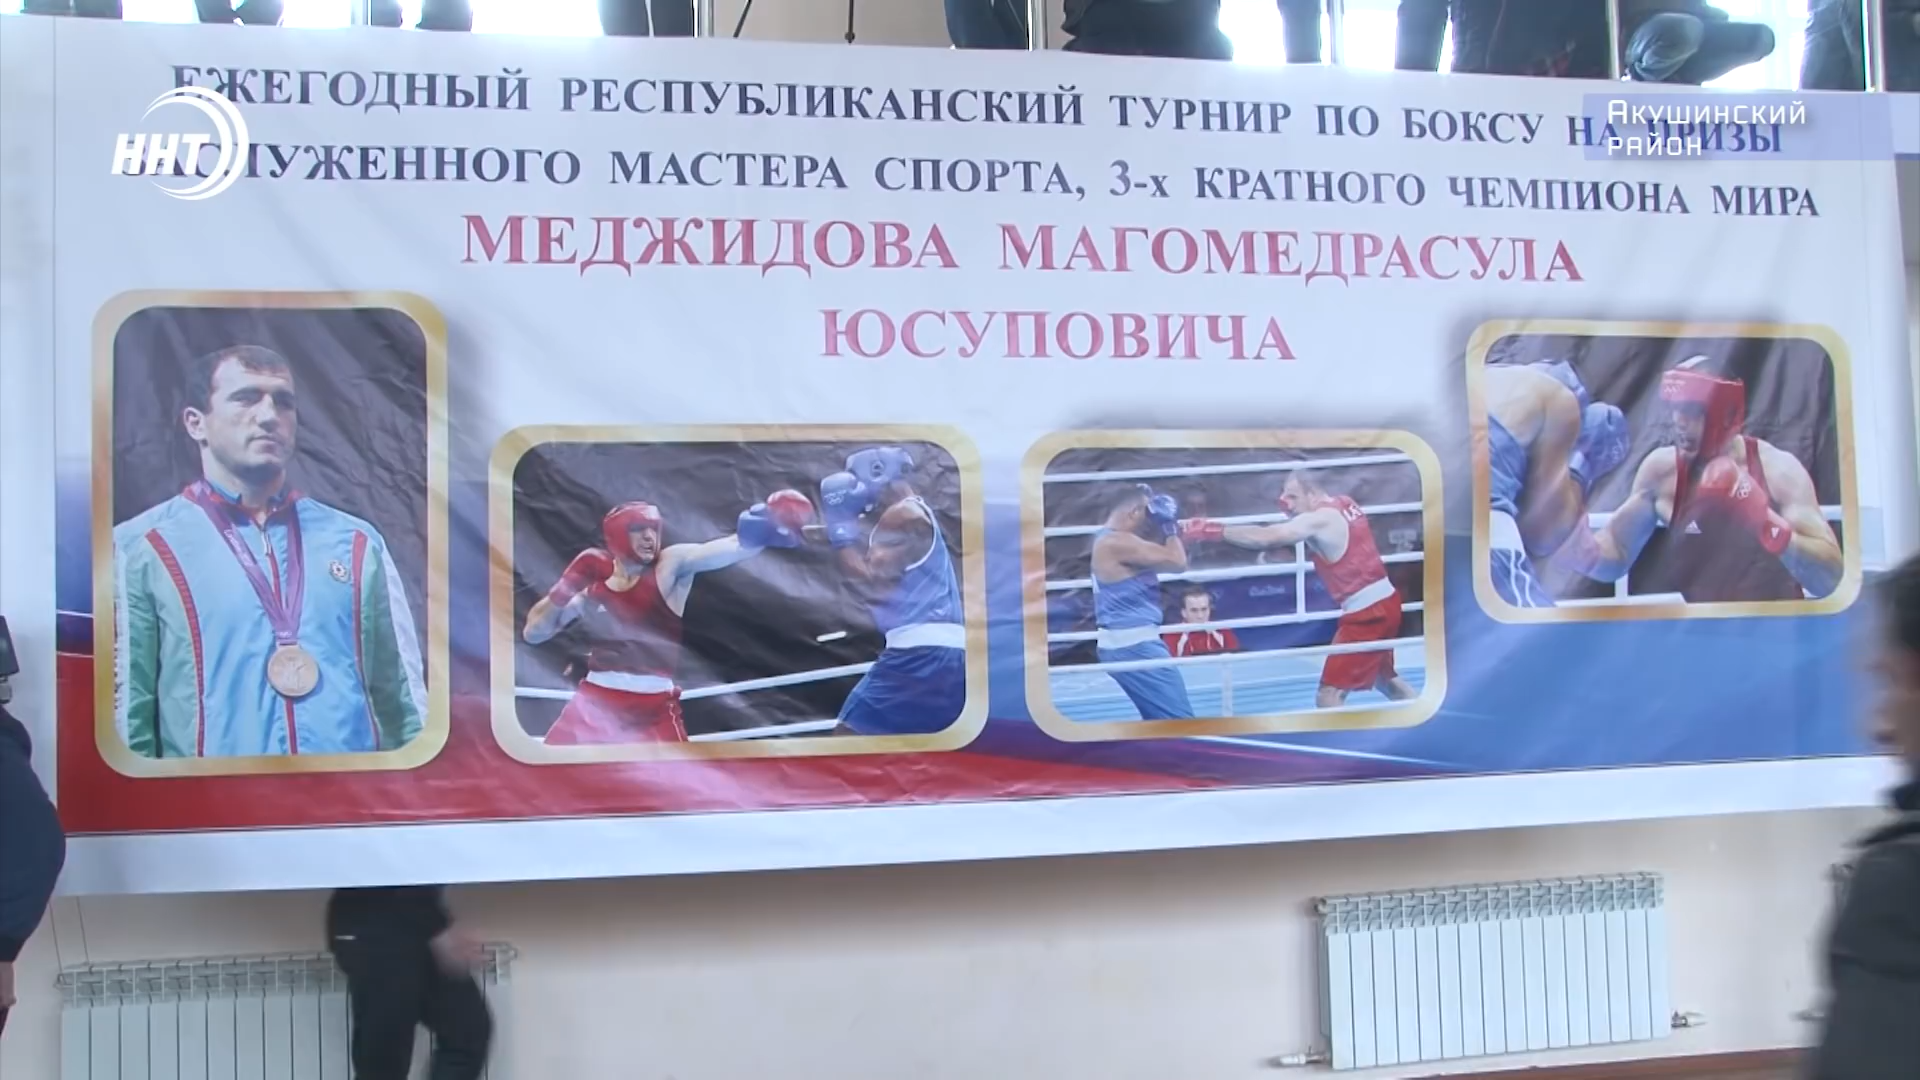 ЕЖЕГОДНЫЙ РЕСПУБЛИКАНСКИЙ ТУРНИР ПО БОКСУ НА ПРИЗЫ
ЗАСЛУЖЕННОГО МАСТЕРА СПОРТА, 3-х КРАТНОГО ЧЕМПИОНА МИРА
МЕДЖИДОВА МАГОМЕДРАСУЛА
ЮСУПОВИЧА
ННТ
Акушинский
район